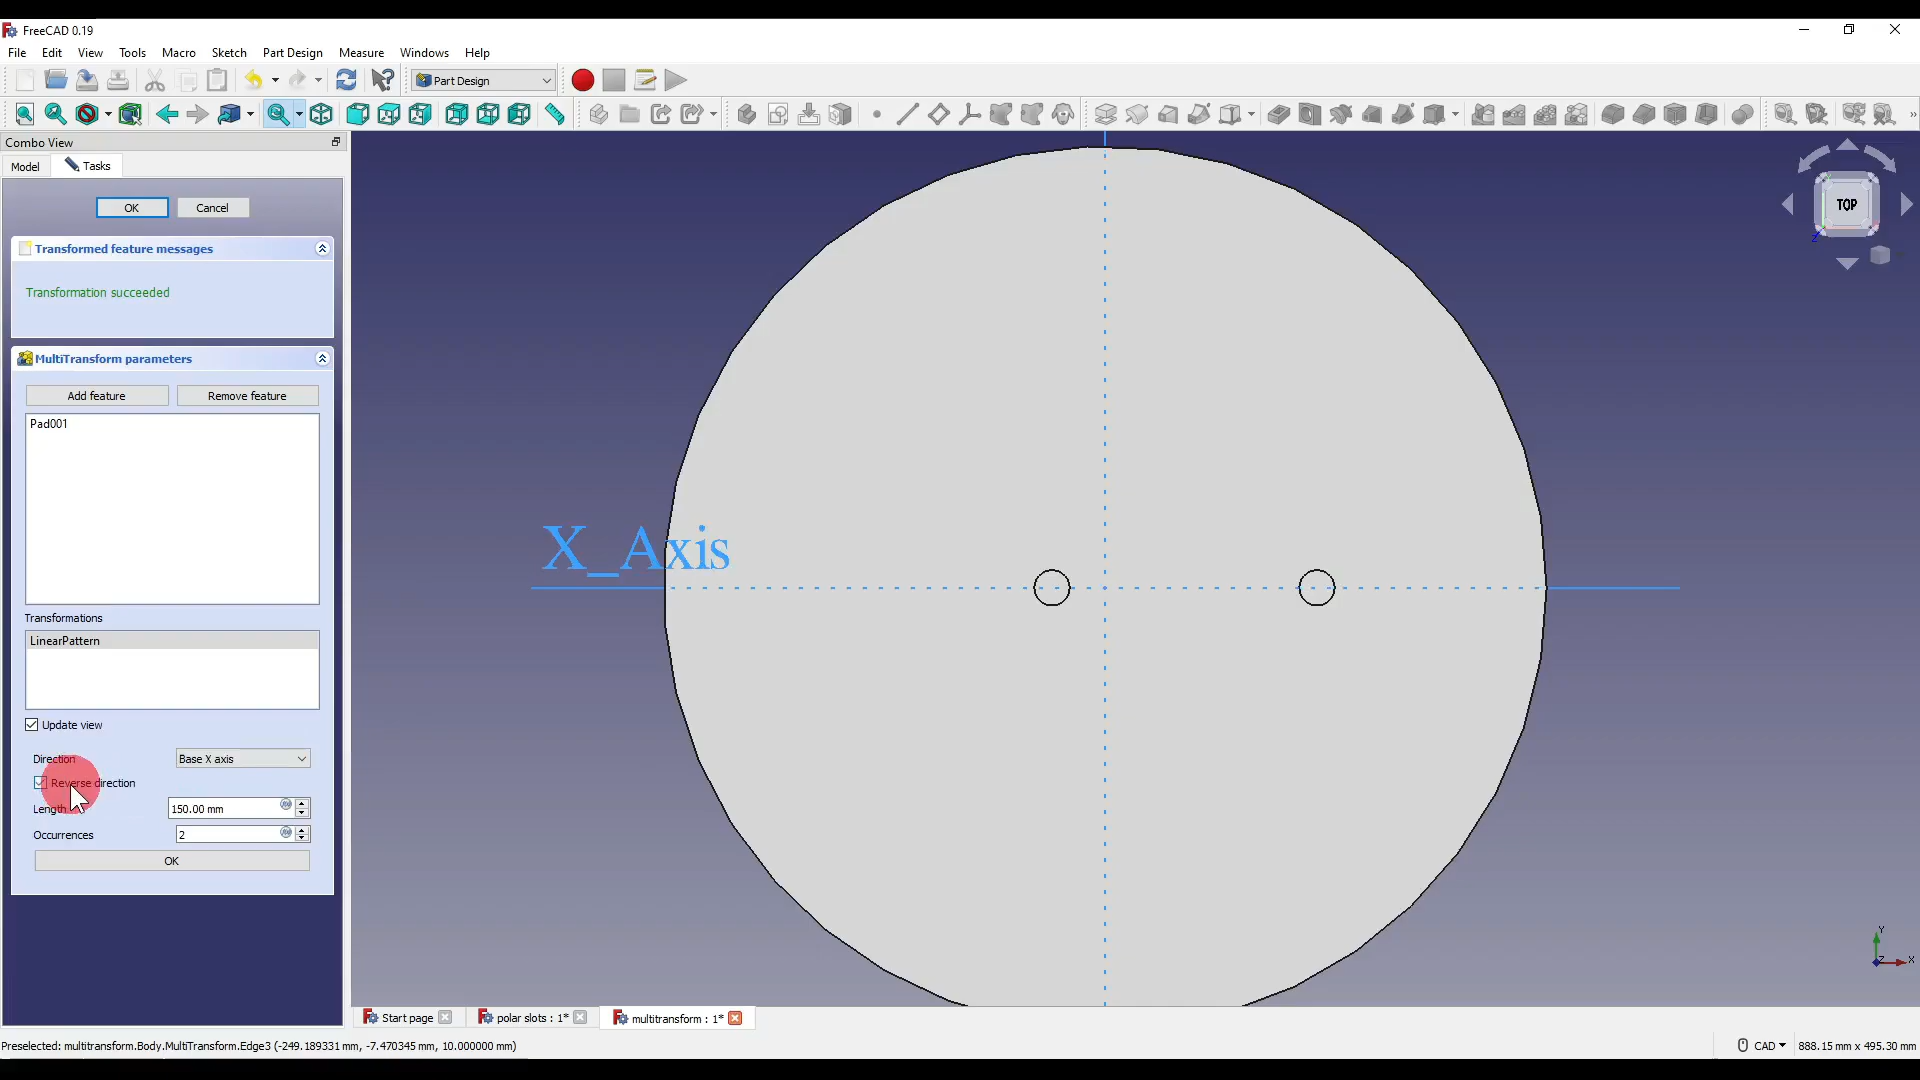 FreeCAD 0.19
File Edit View Tools Macro Sketch Part Design Measure Windows Help
Part Design
Combo View
Model Tasks
OK Cancel
Transformed feature messages
Transformation succeeded
MultiTransform parameters
Add feature Remove feature
Pad001
Transformations
LinearPattern
Update view
Direction Base X axis
Reverse direction
Length 150.00 mm
Occurrences 2
OK
X_Axis
TOP
Z
Y
Z X
Start page polar slots : 1* multitransform : 1*
Preselected: multitransform.Body.MultiTransform.Edge3 (-249.189331 mm, -7.470345 mm, 10.000000 mm)
CAD 888.15 mm x 495.30 mm